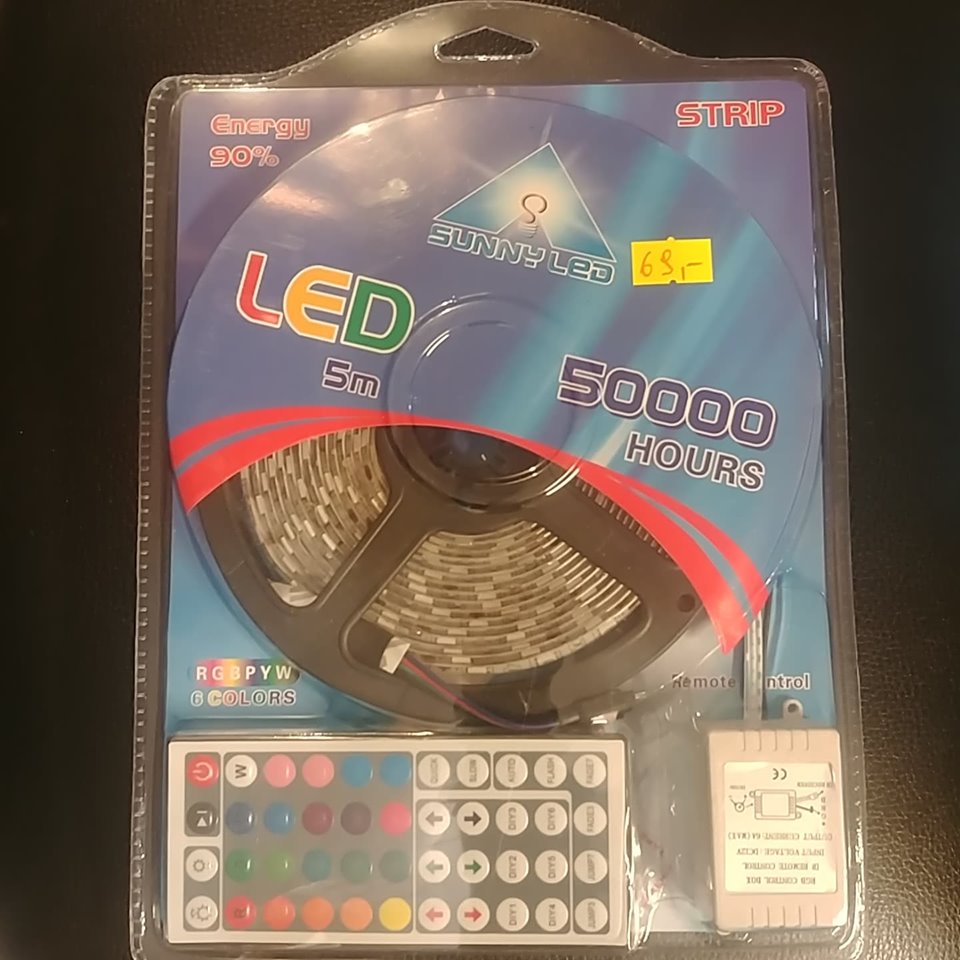 Energy
90%
STRIP
SUNNY LED
69,-
LED
5m
50000
HOURS
RGBPYW
6 COLORS
Remote Control
W
QUICK
SLOW
AUTO
FLASH
FADE7
DIY3
DIY6
FADE3
DIY2
DIY5
JUMP7
R
DIY1
DIY4
JUMP3
RGB CONTROL BOX
IR REMOTE CONTROL
INPUT VOLTAGE : DC12V
OUTPUT CURRENT: 6A (MAX)
CE